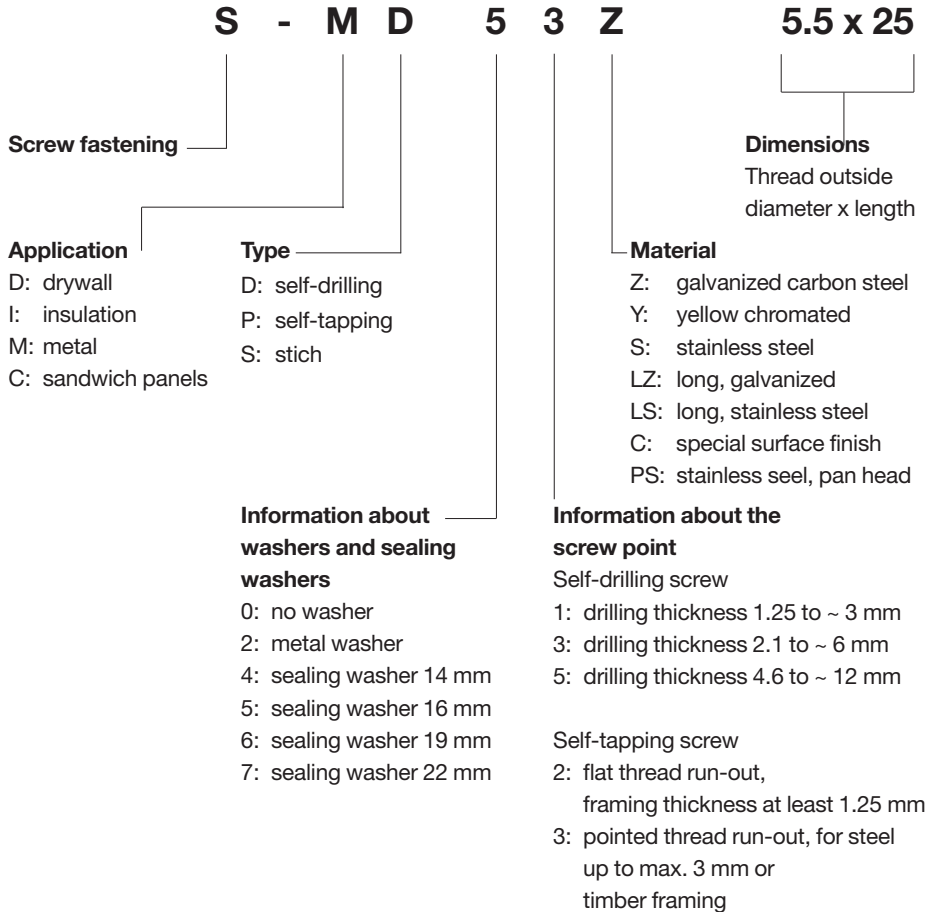 S - M D 5 3 Z 5.5 x 25
Screw fastening
Dimensions
Thread outside
diameter x length
Application
D: drywall
I: insulation
M: metal
C: sandwich panels
Type
D: self-drilling
P: self-tapping
S: stich
Material
Z: galvanized carbon steel
Y: yellow chromated
S: stainless steel
LZ: long, galvanized
LS: long, stainless steel
C: special surface finish
PS: stainless seel, pan head
Information about
washers and sealing
washers
0: no washer
2: metal washer
4: sealing washer 14 mm
5: sealing washer 16 mm
6: sealing washer 19 mm
7: sealing washer 22 mm
Information about the
screw point
Self-drilling screw
1: drilling thickness 1.25 to ~ 3 mm
3: drilling thickness 2.1 to ~ 6 mm
5: drilling thickness 4.6 to ~ 12 mm
Self-tapping screw
2: flat thread run-out,
framing thickness at least 1.25 mm
3: pointed thread run-out, for steel
up to max. 3 mm or
timber framing